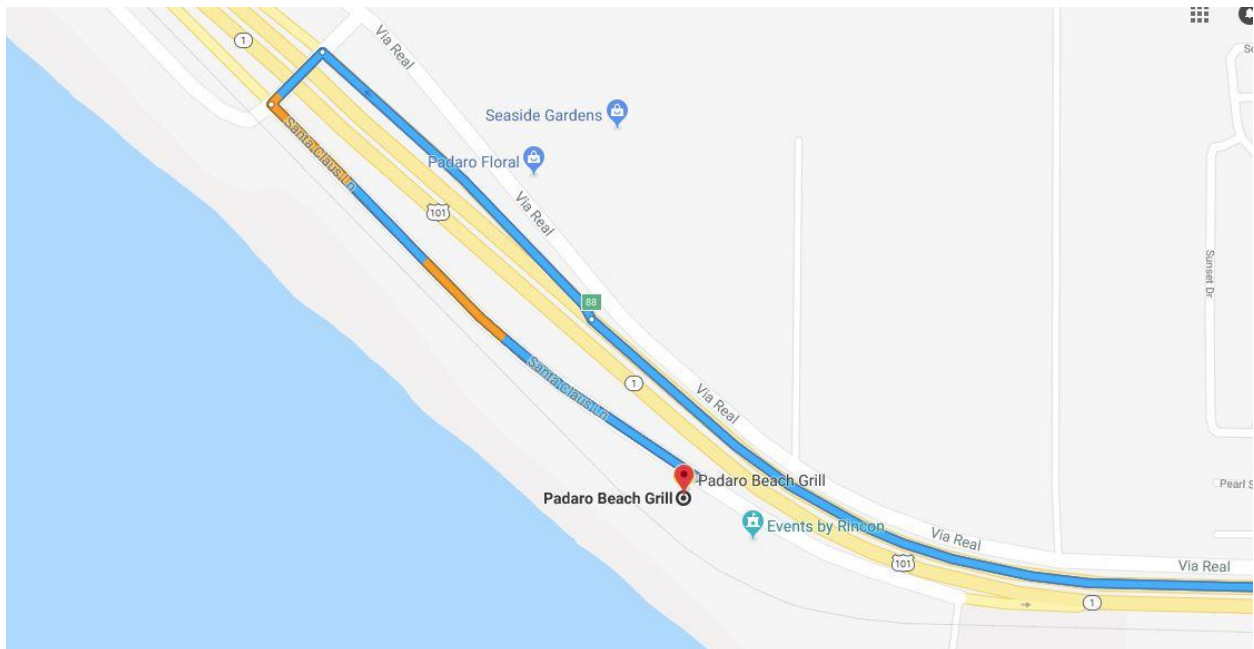 1
Via Real
Seaside Gardens
Santa Claus Ln
Padaro Floral
101
Via Real
Sunset Dr
88
Santa Claus Ln
1
Via Real
Padaro Beach Grill
Padaro Beach Grill
Pearl S
Events by Rincon
Via Real
101
Via Real
1